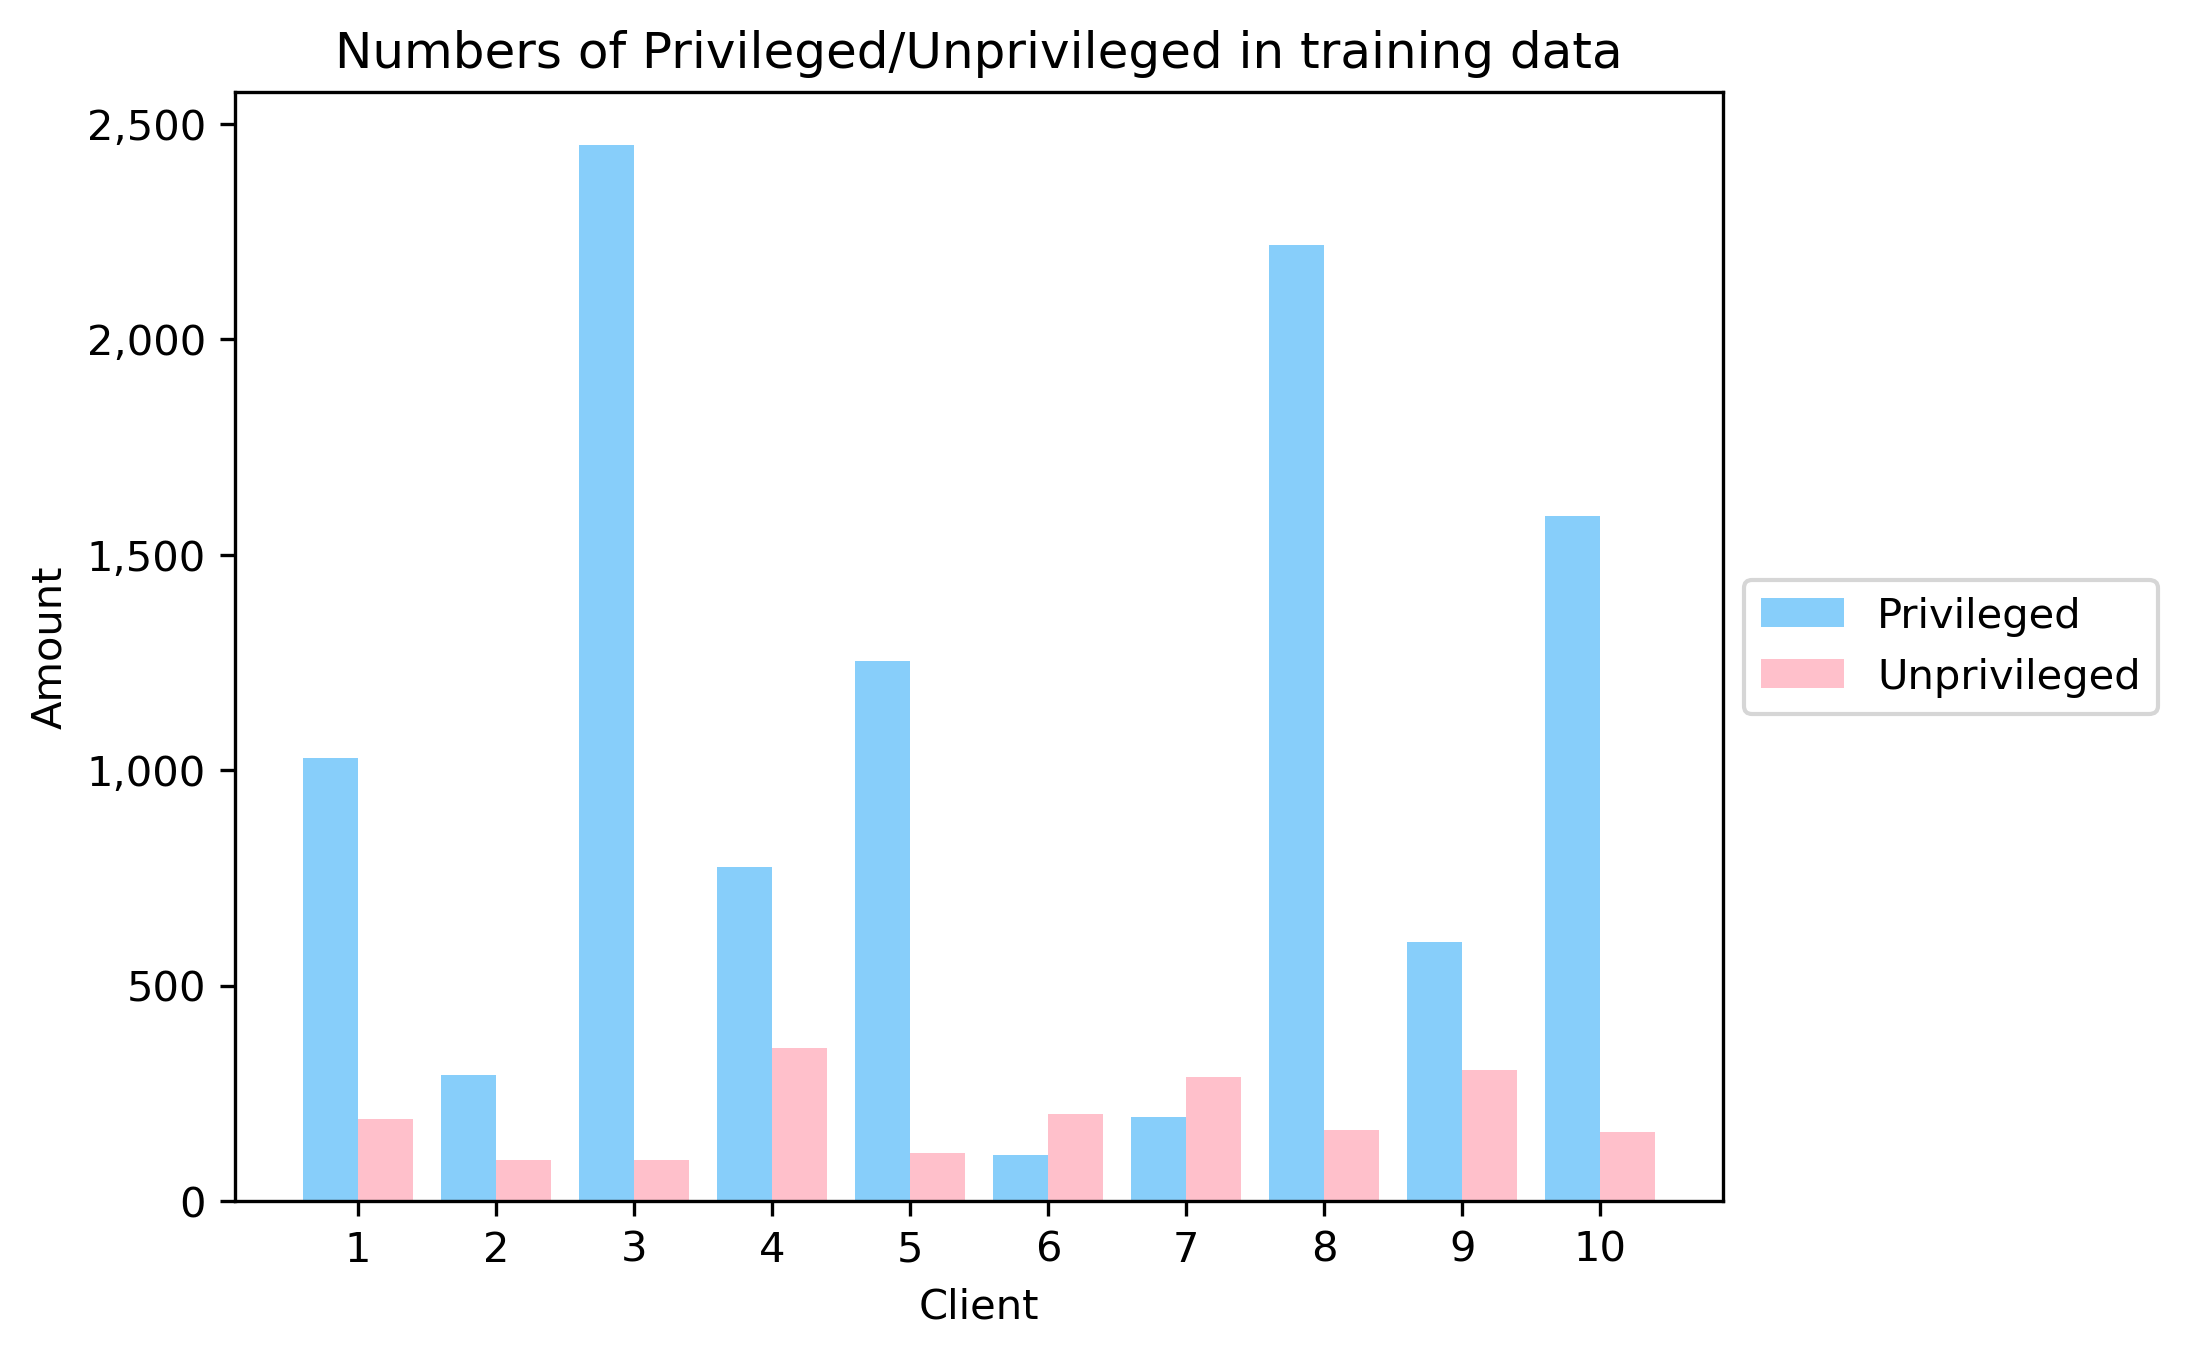 Numbers of Privileged/Unprivileged in training data
2,500
2,000
1,500
1,000
500
0
Amount
1 2 3 4 5 6 7 8 9 10
Client
Privileged
Unprivileged